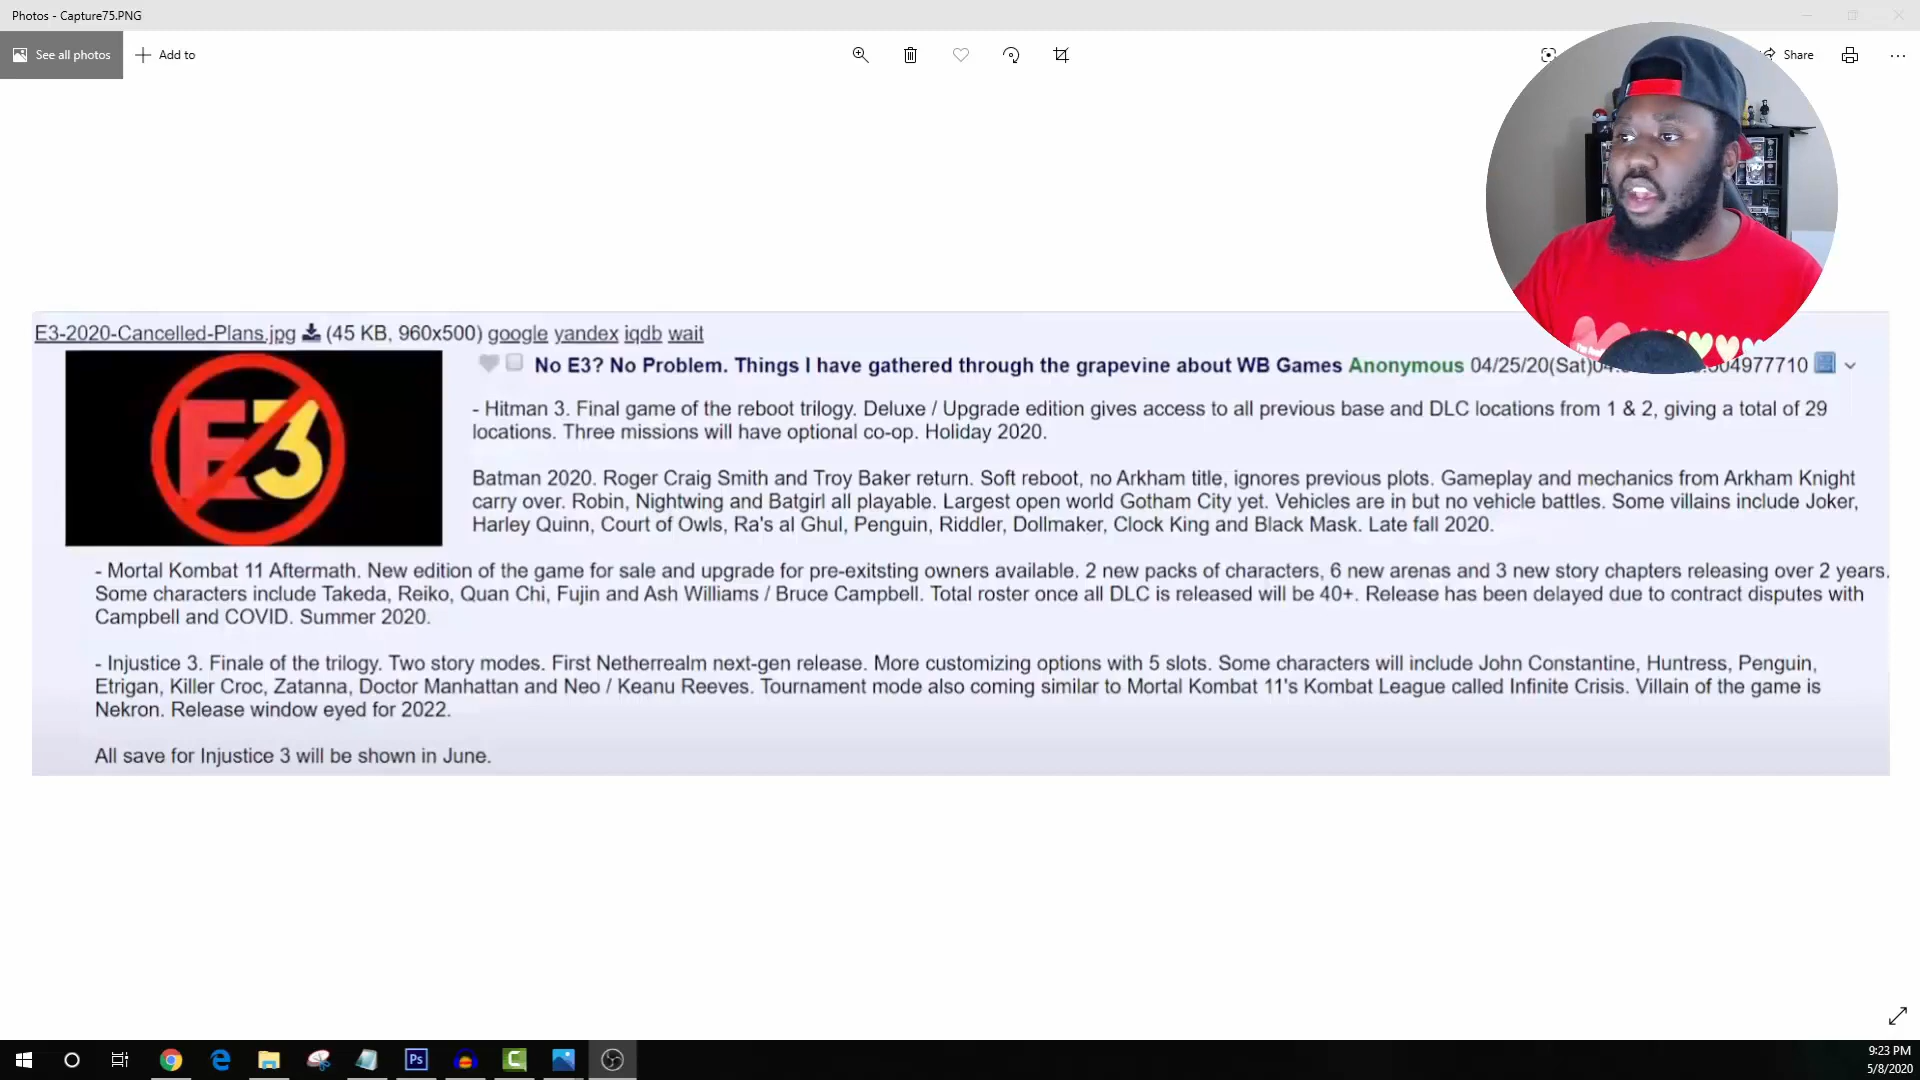 Photos - Capture75.PNG
See all photos
Add to
Share
E3-2020-Cancelled-Plans.jpg (45 KB, 960x500) google yandex iqdb wait
E3
No E3? No Problem. Things I have gathered through the grapevine about WB Games Anonymous 04/25/20(Sat) 04977710
- Hitman 3. Final game of the reboot trilogy. Deluxe / Upgrade edition gives access to all previous base and DLC locations from 1 & 2, giving a total of 29
locations. Three missions will have optional co-op. Holiday 2020.
Batman 2020. Roger Craig Smith and Troy Baker return. Soft reboot, no Arkham title, ignores previous plots. Gameplay and mechanics from Arkham Knight
carry over. Robin, Nightwing and Batgirl all playable. Largest open world Gotham City yet. Vehicles are in but no vehicle battles. Some villains include Joker,
Harley Quinn, Court of Owls, Ra's al Ghul, Penguin, Riddler, Dollmaker, Clock King and Black Mask. Late fall 2020.
- Mortal Kombat 11 Aftermath. New edition of the game for sale and upgrade for pre-exitsting owners available. 2 new packs of characters, 6 new arenas and 3 new story chapters releasing over 2 years.
Some characters include Takeda, Reiko, Quan Chi, Fujin and Ash Williams / Bruce Campbell. Total roster once all DLC is released will be 40+. Release has been delayed due to contract disputes with
Campbell and COVID. Summer 2020.
- Injustice 3. Finale of the trilogy. Two story modes. First Netherrealm next-gen release. More customizing options with 5 slots. Some characters will include John Constantine, Huntress, Penguin,
Etrigan, Killer Croc, Zatanna, Doctor Manhattan and Neo / Keanu Reeves. Tournament mode also coming similar to Mortal Kombat 11's Kombat League called Infinite Crisis. Villain of the game is
Nekron. Release window eyed for 2022.
All save for Injustice 3 will be shown in June.
Ps
9:23 PM
5/8/2020